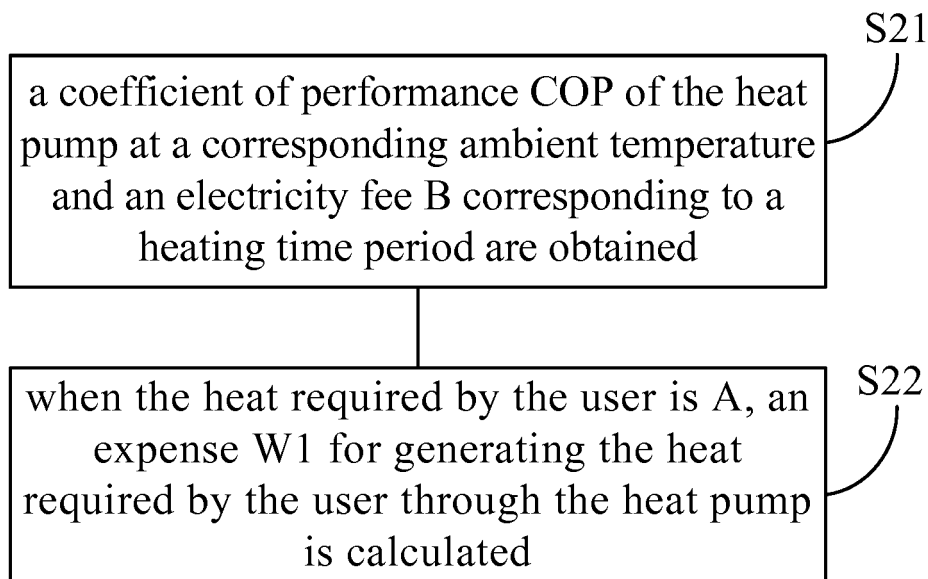 S21
a coefficient of performance COP of the heat
pump at a corresponding ambient temperature
and an electricity fee B corresponding to a
heating time period are obtained
S22
when the heat required by the user is A, an
expense W1 for generating the heat
required by the user through the heat pump
is calculated